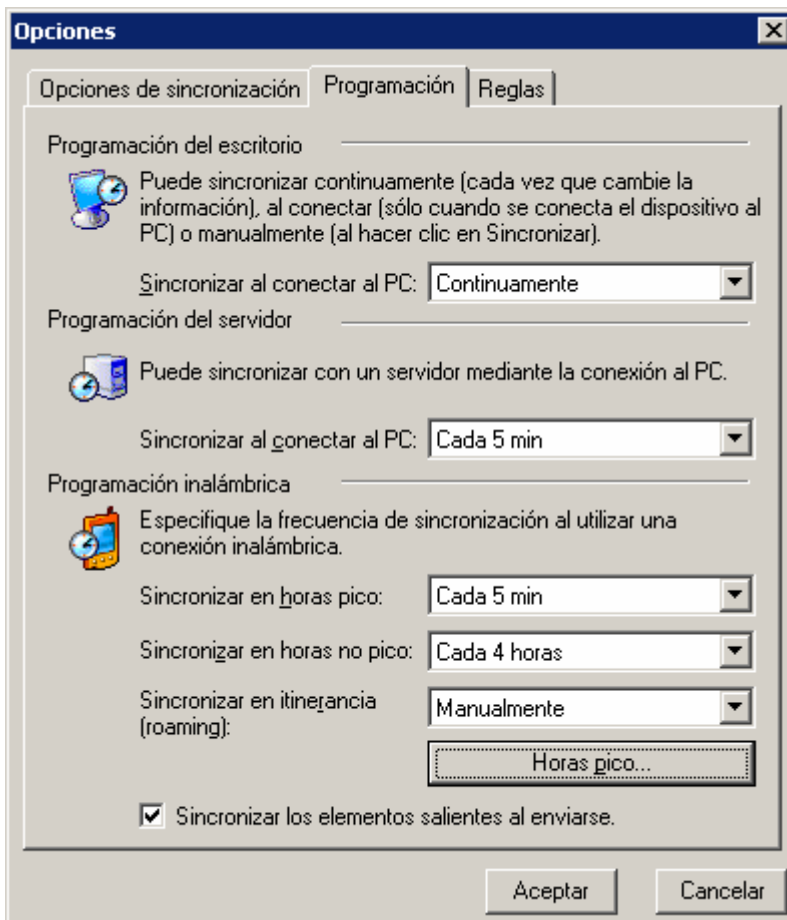 Opciones
Opciones de sincronización Programación Reglas
Programación del escritorio
Puede sincronizar continuamente (cada vez que cambie la
información), al conectar (sólo cuando se conecta el dispositivo al
PC) o manualmente (al hacer clic en Sincronizar).
Sincronizar al conectar al PC: Continuamente
Programación del servidor
Puede sincronizar con un servidor mediante la conexión al PC.
Sincronizar al conectar al PC: Cada 5 min
Programación inalámbrica
Especifique la frecuencia de sincronización al utilizar una
conexión inalámbrica.
Sincronizar en horas pico: Cada 5 min
Sincronizar en horas no pico: Cada 4 horas
Sincronizar en itinerancia
(roaming): Manualmente
Horas pico...
Sincronizar los elementos salientes al enviarse.
Aceptar Cancelar